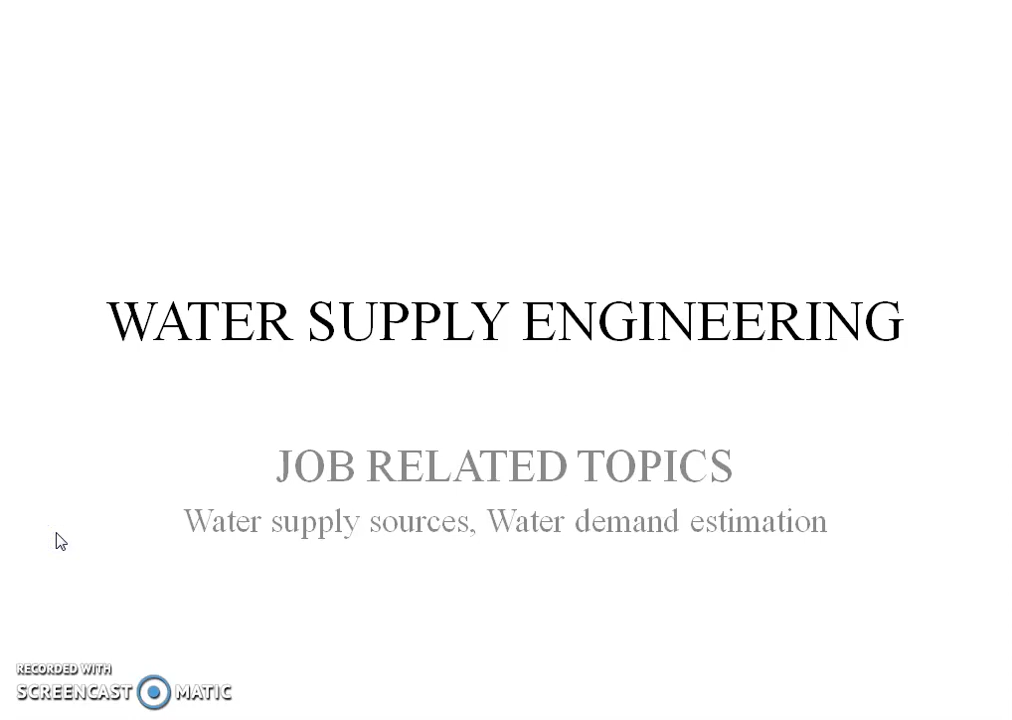 WATER SUPPLY ENGINEERING
JOB RELATED TOPICS
Water supply sources, Water demand estimation
RECORDED WITH
SCREENCAST MATIC